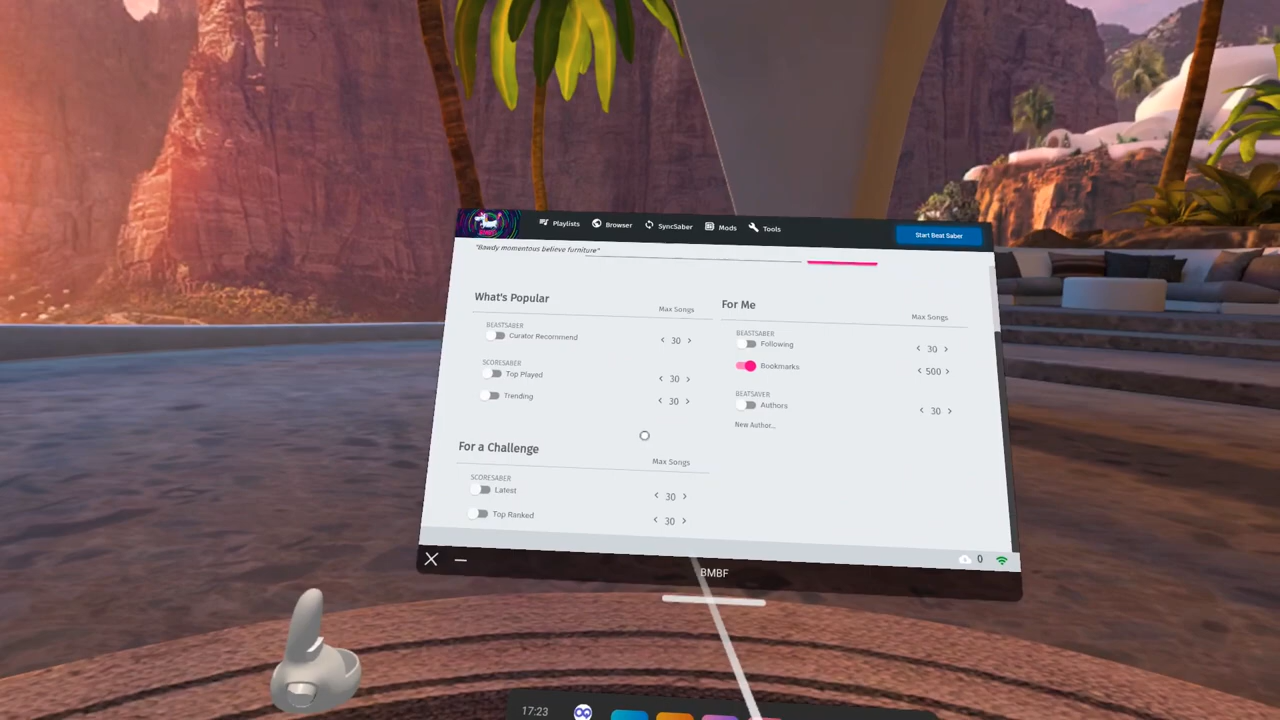 Playlists
Browser
SyncSaber
Mods
Tools
Start Beat Saber
"Bawdy momentous believe furniture"
What's Popular
Max Songs
BEASTSABER
Curator Recommend
30
SCORESABER
Top Played
30
Trending
30
For a Challenge
Max Songs
SCORESABER
Latest
30
Top Ranked
30
For Me
Max Songs
BEASTSABER
Following
30
Bookmarks
500
BEATSAVER
Authors
30
New Author...
0
BMBF
17:23